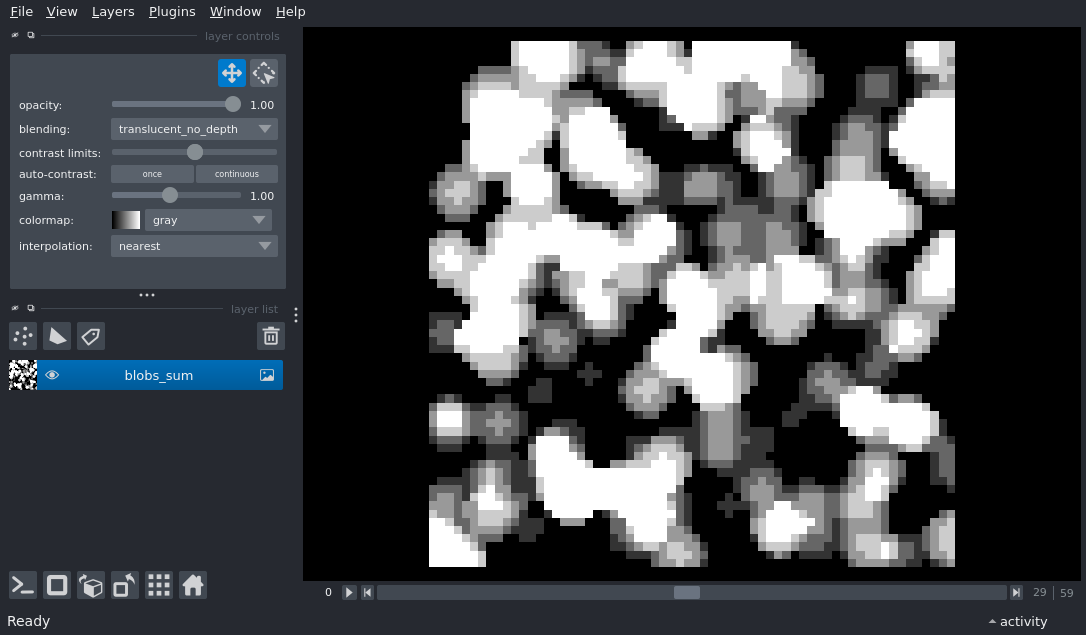 File View Layers Plugins Window Help
layer controls
opacity: 1.00
blending: translucent_no_depth
contrast limits:
auto-contrast: once continuous
gamma: 1.00
colormap: gray
interpolation: nearest
layer list
blobs_sum
0 29 59
Ready activity